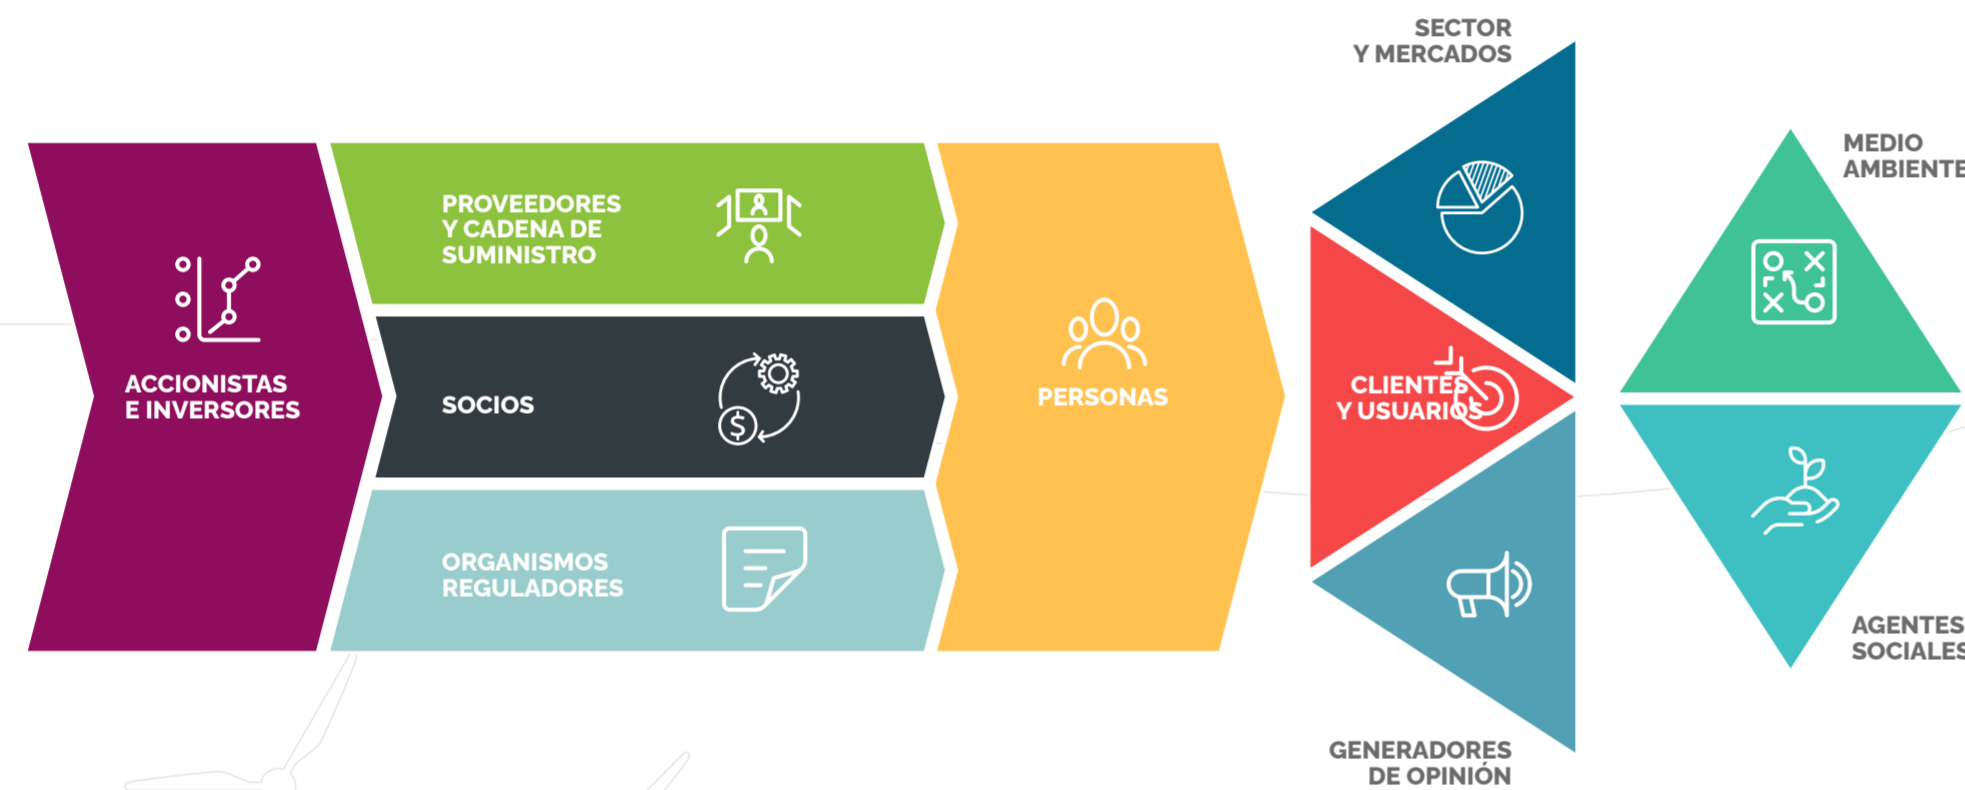 ACCIONISTAS
E INVERSORES
PROVEEDORES
Y CADENA DE
SUMINISTRO
SOCIOS
$
ORGANISMOS
REGULADORES
PERSONAS
SECTOR
Y MERCADOS
CLIENTES
Y USUARIOS
GENERADORES
DE OPINIÓN
MEDIO
AMBIENTE
AGENTES
SOCIALES